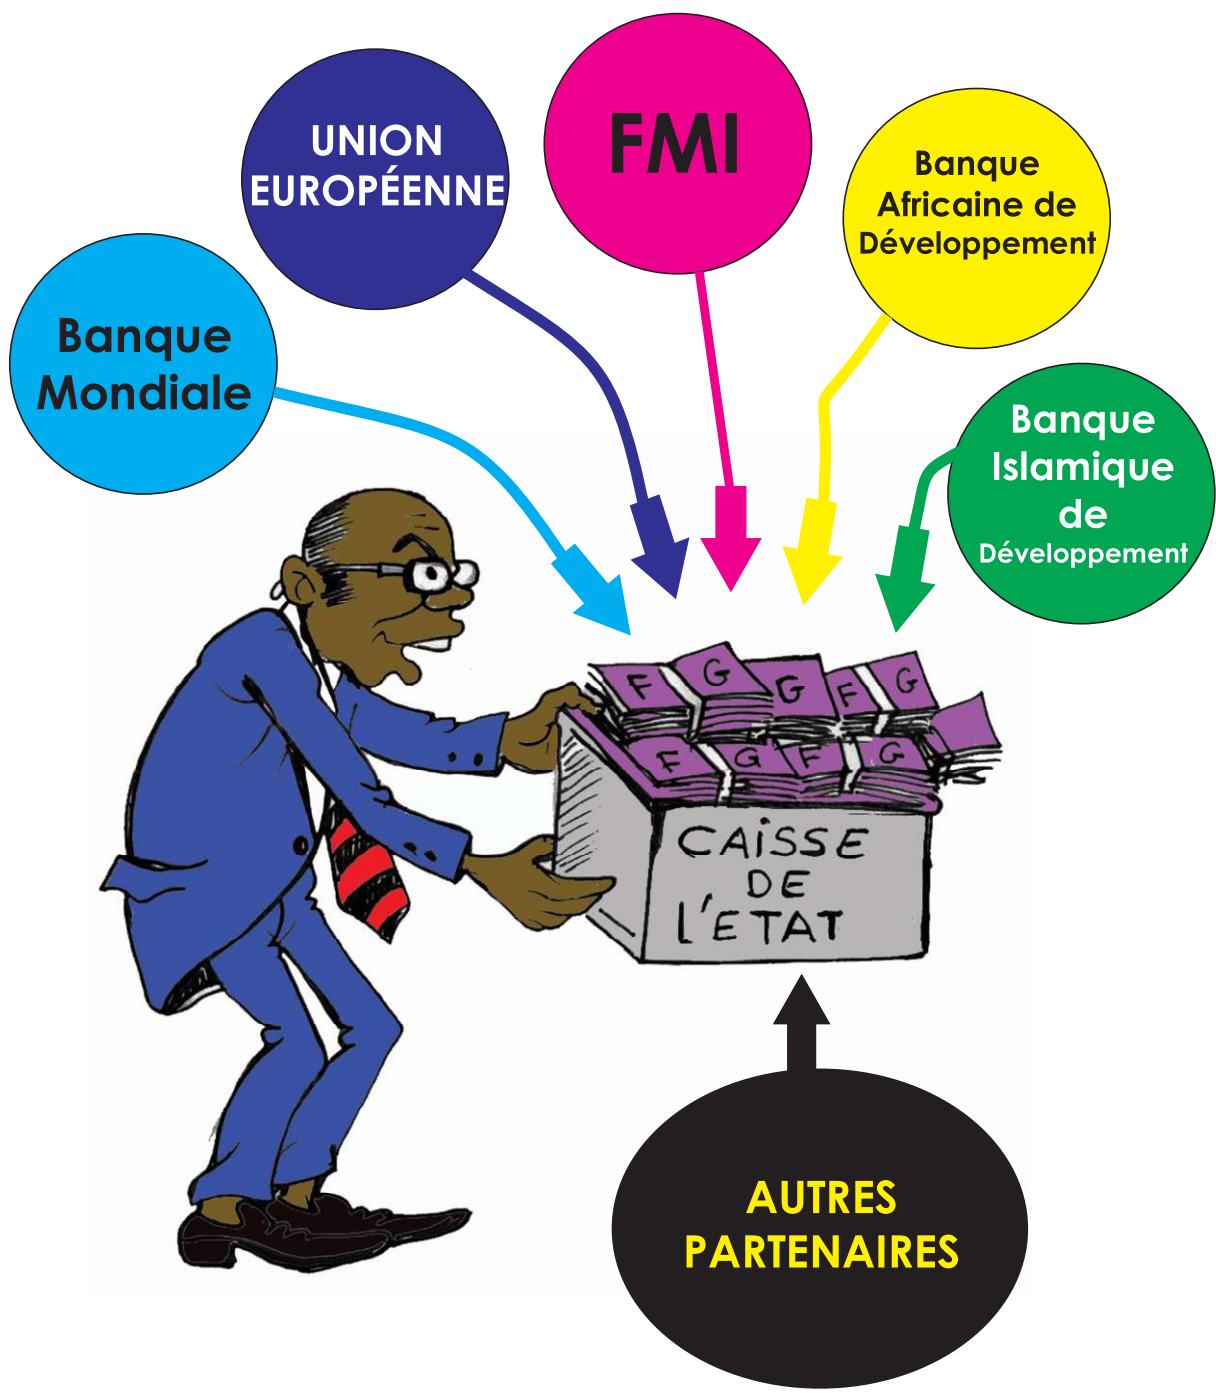 UNION
EUROPÉENNE
FMI
Banque
Africaine de
Développement
Banque
Mondiale
Banque
Islamique
de
Développement
F G G F G
F G F G
CAiSSE
DE
L'ETAT
AUTRES
PARTENAIRES